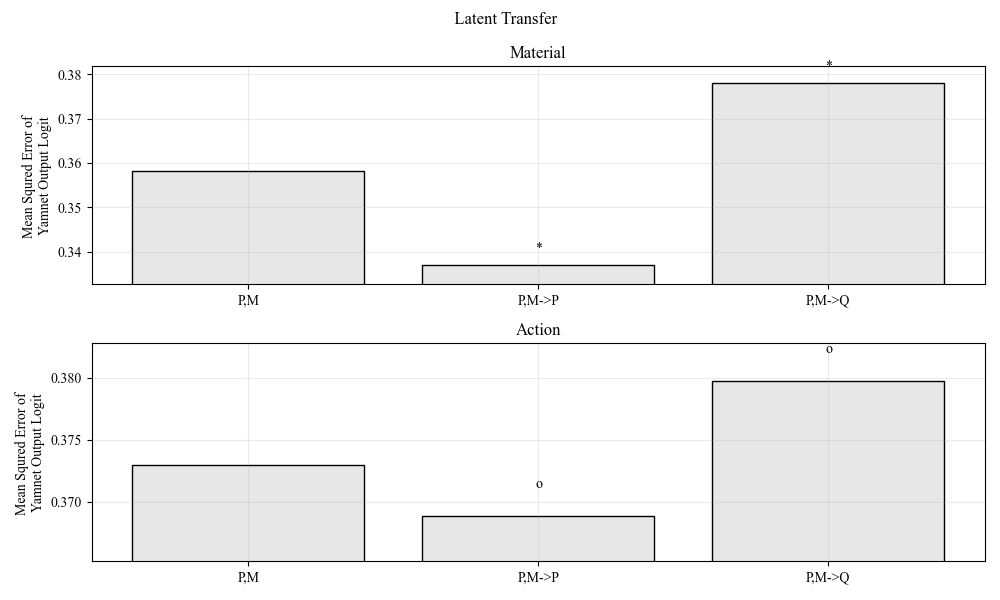 Latent Transfer
Material
Mean Squred Error of
Yamnet Output Logit
0.38
0.37
0.36
0.35
0.34
*
*
P,M
P,M->P
P,M->Q
Action
Mean Squred Error of
Yamnet Output Logit
0.380
0.375
0.370
o
o
P,M
P,M->P
P,M->Q